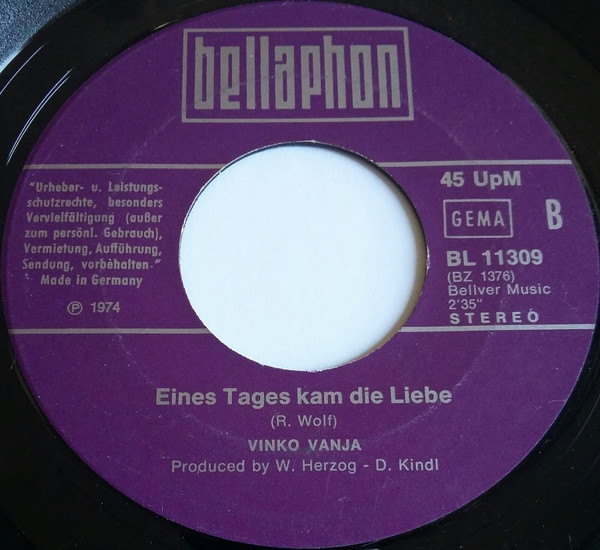 bellaphon
"Urheber- u. Leistungs-
schutzrechte, besonders
Vervielfältigung (außer
zum persönl. Gebrauch),
Vermietung, Aufführung,
Sendung, vorbehalten."
Made in Germany
Ⓟ 1974
45 UpM
GEMA B
BL 11309
(BZ 1376)
Bellver Music
2'35"
STEREO
Eines Tages kam die Liebe
(R. Wolf)
VINKO VANJA
Produced by W. Herzog - D. Kindl